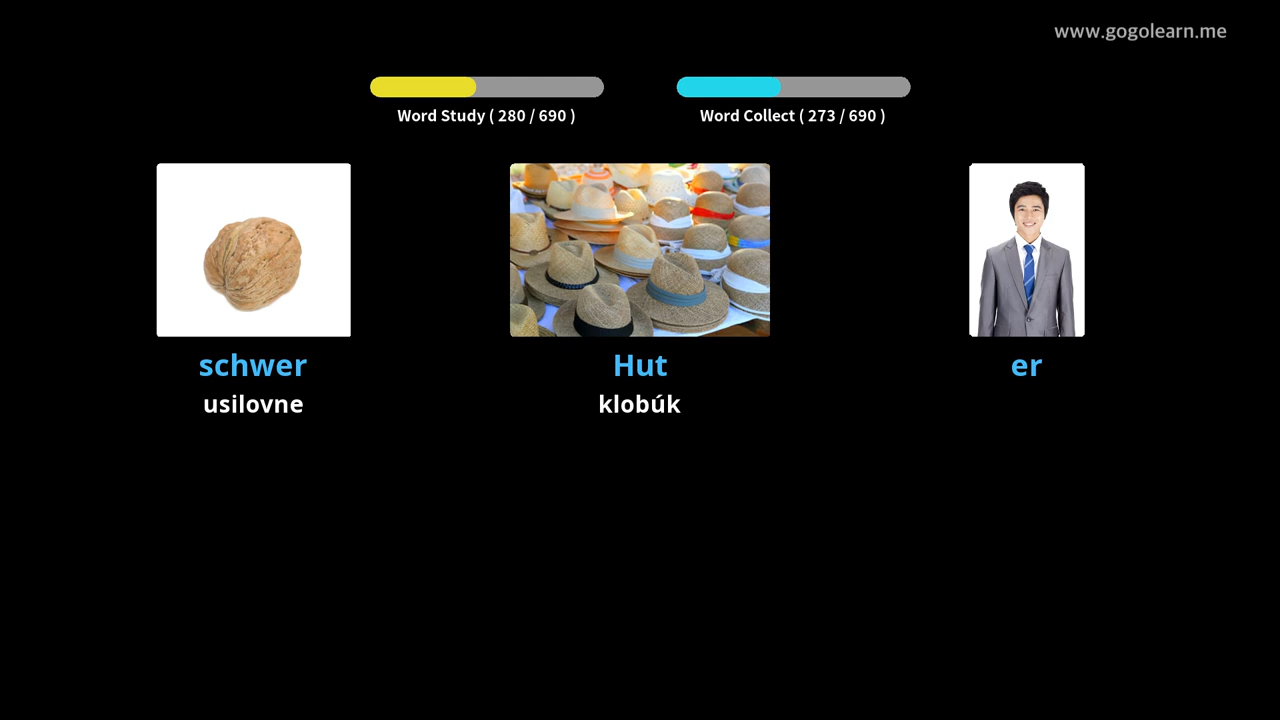 www.gogolearn.me
Word Study ( 280 / 690 )
Word Collect ( 273 / 690 )
schwer
usilovne
Hut
klobúk
er